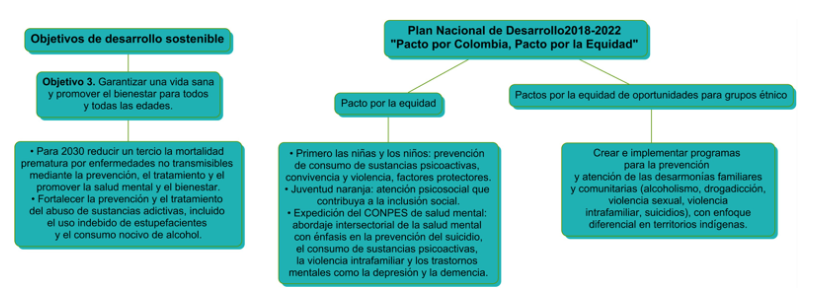 Objetivos de desarrollo sostenible
Objetivo 3. Garantizar una vida sana
y promover el bienestar para todos
y todas las edades.
• Para 2030 reducir un tercio la mortalidad
prematura por enfermedades no transmisibles
mediante la prevención, el tratamiento y el
promover la salud mental y el bienestar.
• Fortalecer la prevención y el tratamiento
del abuso de sustancias adictivas, incluido
el uso indebido de estupefacientes
y el consumo nocivo de alcohol.
Plan Nacional de Desarrollo2018-2022
"Pacto por Colombia, Pacto por la Equidad"
Pacto por la equidad
• Primero las niñas y los niños: prevención
de consumo de sustancias psicoactivas,
convivencia y violencia, factores protectores.
• Juventud naranja: atención psicosocial que
contribuya a la inclusión social.
• Expedición del CONPES de salud mental:
abordaje intersectorial de la salud mental
con énfasis en la prevención del suicidio,
el consumo de sustancias psicoactivas,
la violencia intrafamiliar y los trastornos
mentales como la depresión y la demencia.
Pactos por la equidad de oportunidades para grupos étnico
Crear e implementar programas
para la prevención
y atención de las desarmonías familiares
y comunitarias (alcoholismo, drogadicción,
violencia sexual, violencia
intrafamiliar, suicidios), con enfoque
diferencial en territorios indígenas.